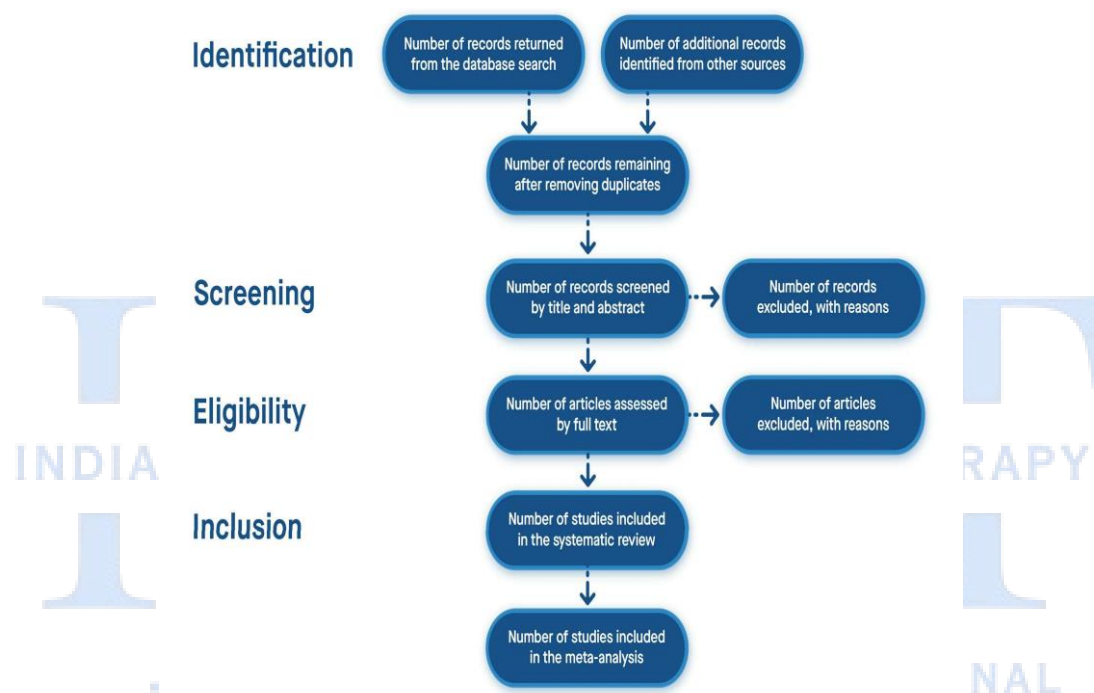 Identification
Number of records returned
from the database search
Number of additional records
identified from other sources
Number of records remaining
after removing duplicates
Screening
Number of records screened
by title and abstract
Number of records
excluded, with reasons
Eligibility
Number of articles assessed
by full text
Number of articles
excluded, with reasons
INDIA
RAPY
Inclusion
Number of studies included
in the systematic review
Number of studies included
in the meta-analysis
NAL